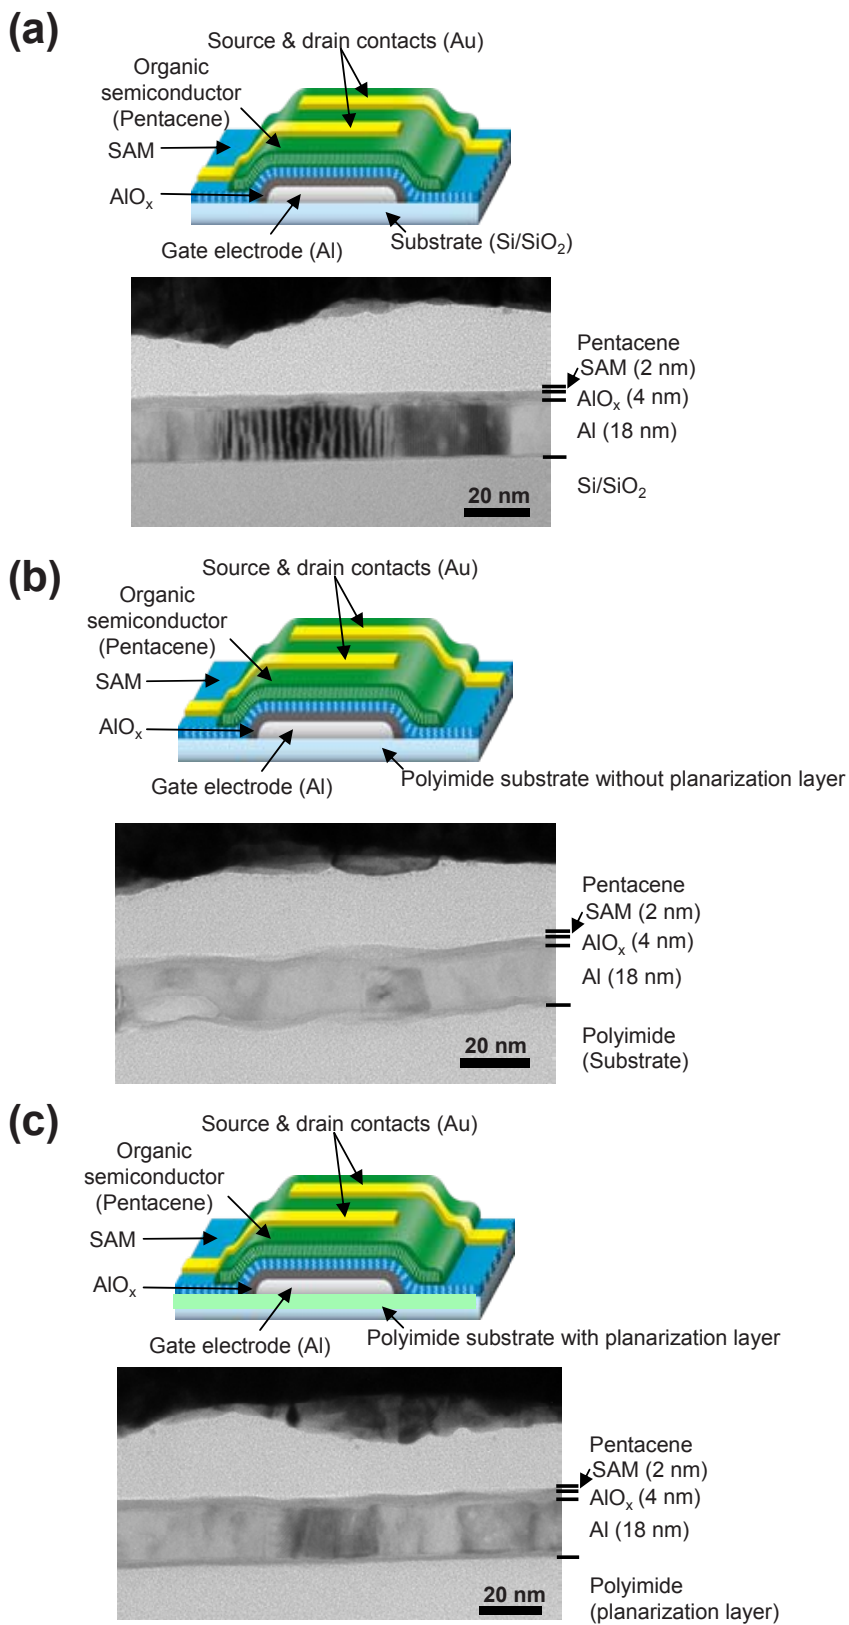 (a)
Source & drain contacts (Au)
Organic
semiconductor
(Pentacene)
SAM
AlOx
Gate electrode (Al)
Substrate (Si/SiO2)
Pentacene
SAM (2 nm)
AlOx (4 nm)
Al (18 nm)
Si/SiO2
20 nm
(b)
Source & drain contacts (Au)
Organic
semiconductor
(Pentacene)
SAM
AlOx
Gate electrode (Al)
Polyimide substrate without planarization layer
Pentacene
SAM (2 nm)
AlOx (4 nm)
Al (18 nm)
Polyimide
(Substrate)
20 nm
(c)
Source & drain contacts (Au)
Organic
semiconductor
(Pentacene)
SAM
AlOx
Gate electrode (Al)
Polyimide substrate with planarization layer
Pentacene
SAM (2 nm)
AlOx (4 nm)
Al (18 nm)
Polyimide
(planarization layer)
20 nm